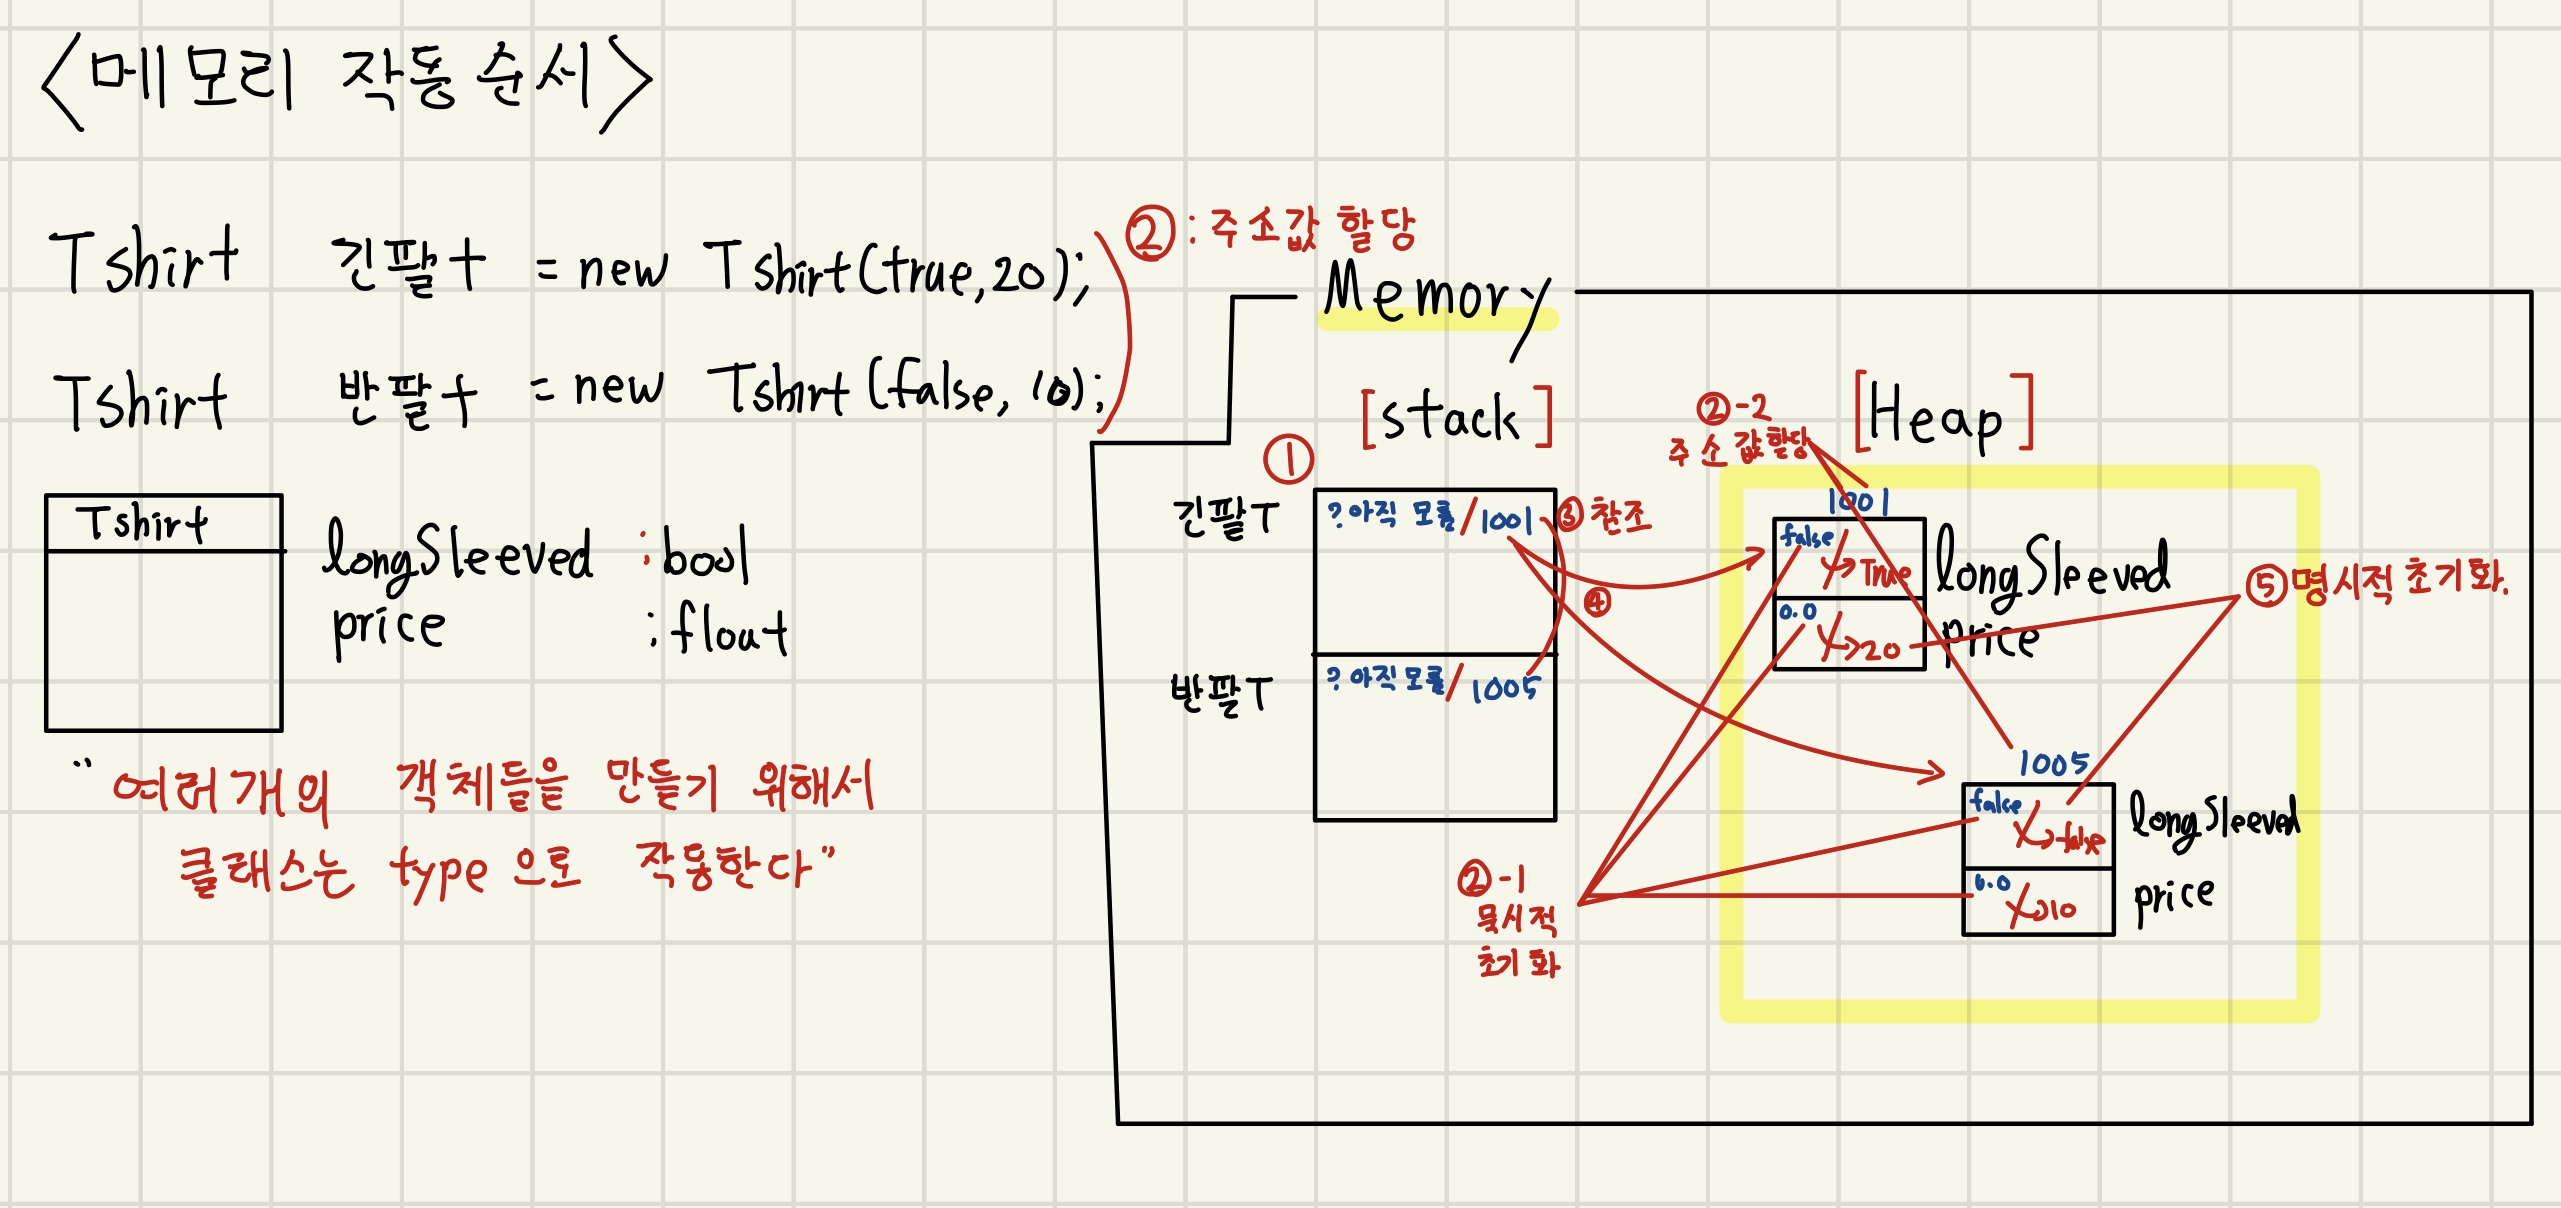 <메모리 작동 순서>
Tshirt 긴팔t = new Tshirt(true,20);
②:주소값 할당
Tshirt 반팔t = new Tshirt(false, 10);
Tshirt
longSleeved :bool
price :float
"여러개의 객체들을 만들기 위해서
클래스는 type으로 작동한다"
Memory
[stack]
[Heap]
①
②-2
주소값할당
긴팔T
?아직 모름/1001
③참조
④
반팔T
?아직모름/1005
1001
false → True
longSleeved
0.0 → 20
price
⑤명시적 초기화.
1005
false → false
longSleeved
0.0 → 10
price
②-1
묵시적
초기화